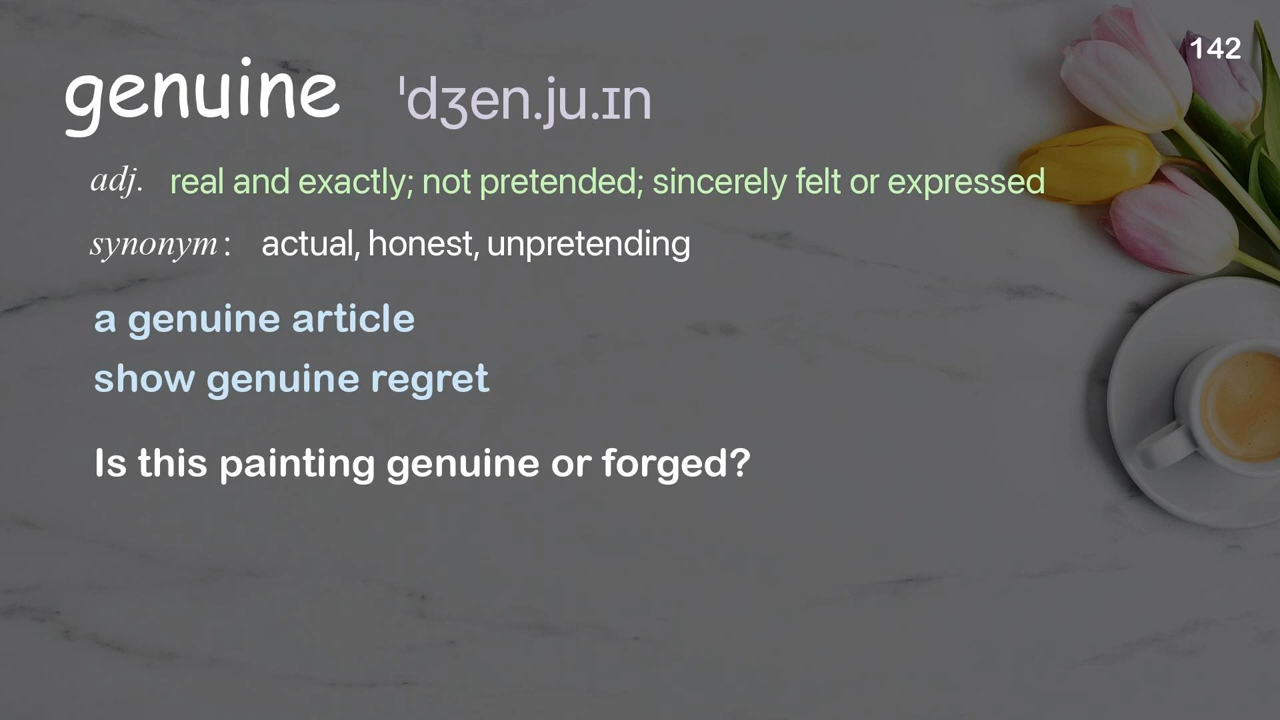 142
genuine ˈdʒen.ju.ɪn
adj. real and exactly; not pretended; sincerely felt or expressed
synonym: actual, honest, unpretending
a genuine article
show genuine regret
Is this painting genuine or forged?